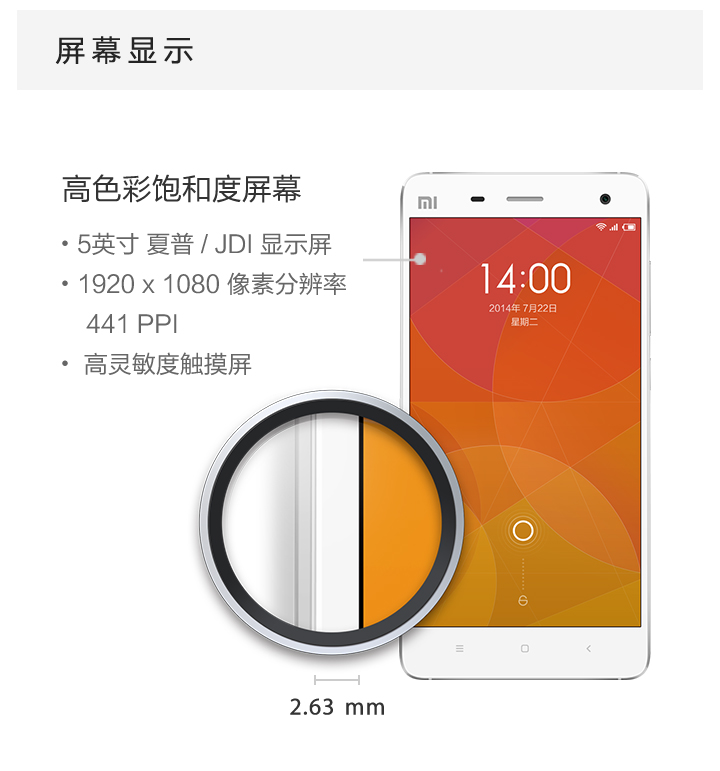 屏幕显示
高色彩饱和度屏幕
• 5英寸 夏普 / JDI 显示屏
• 1920 x 1080 像素分辨率
441 PPI
• 高灵敏度触摸屏
mi
14:00
2014年 7月22日
星期二
2.63 mm